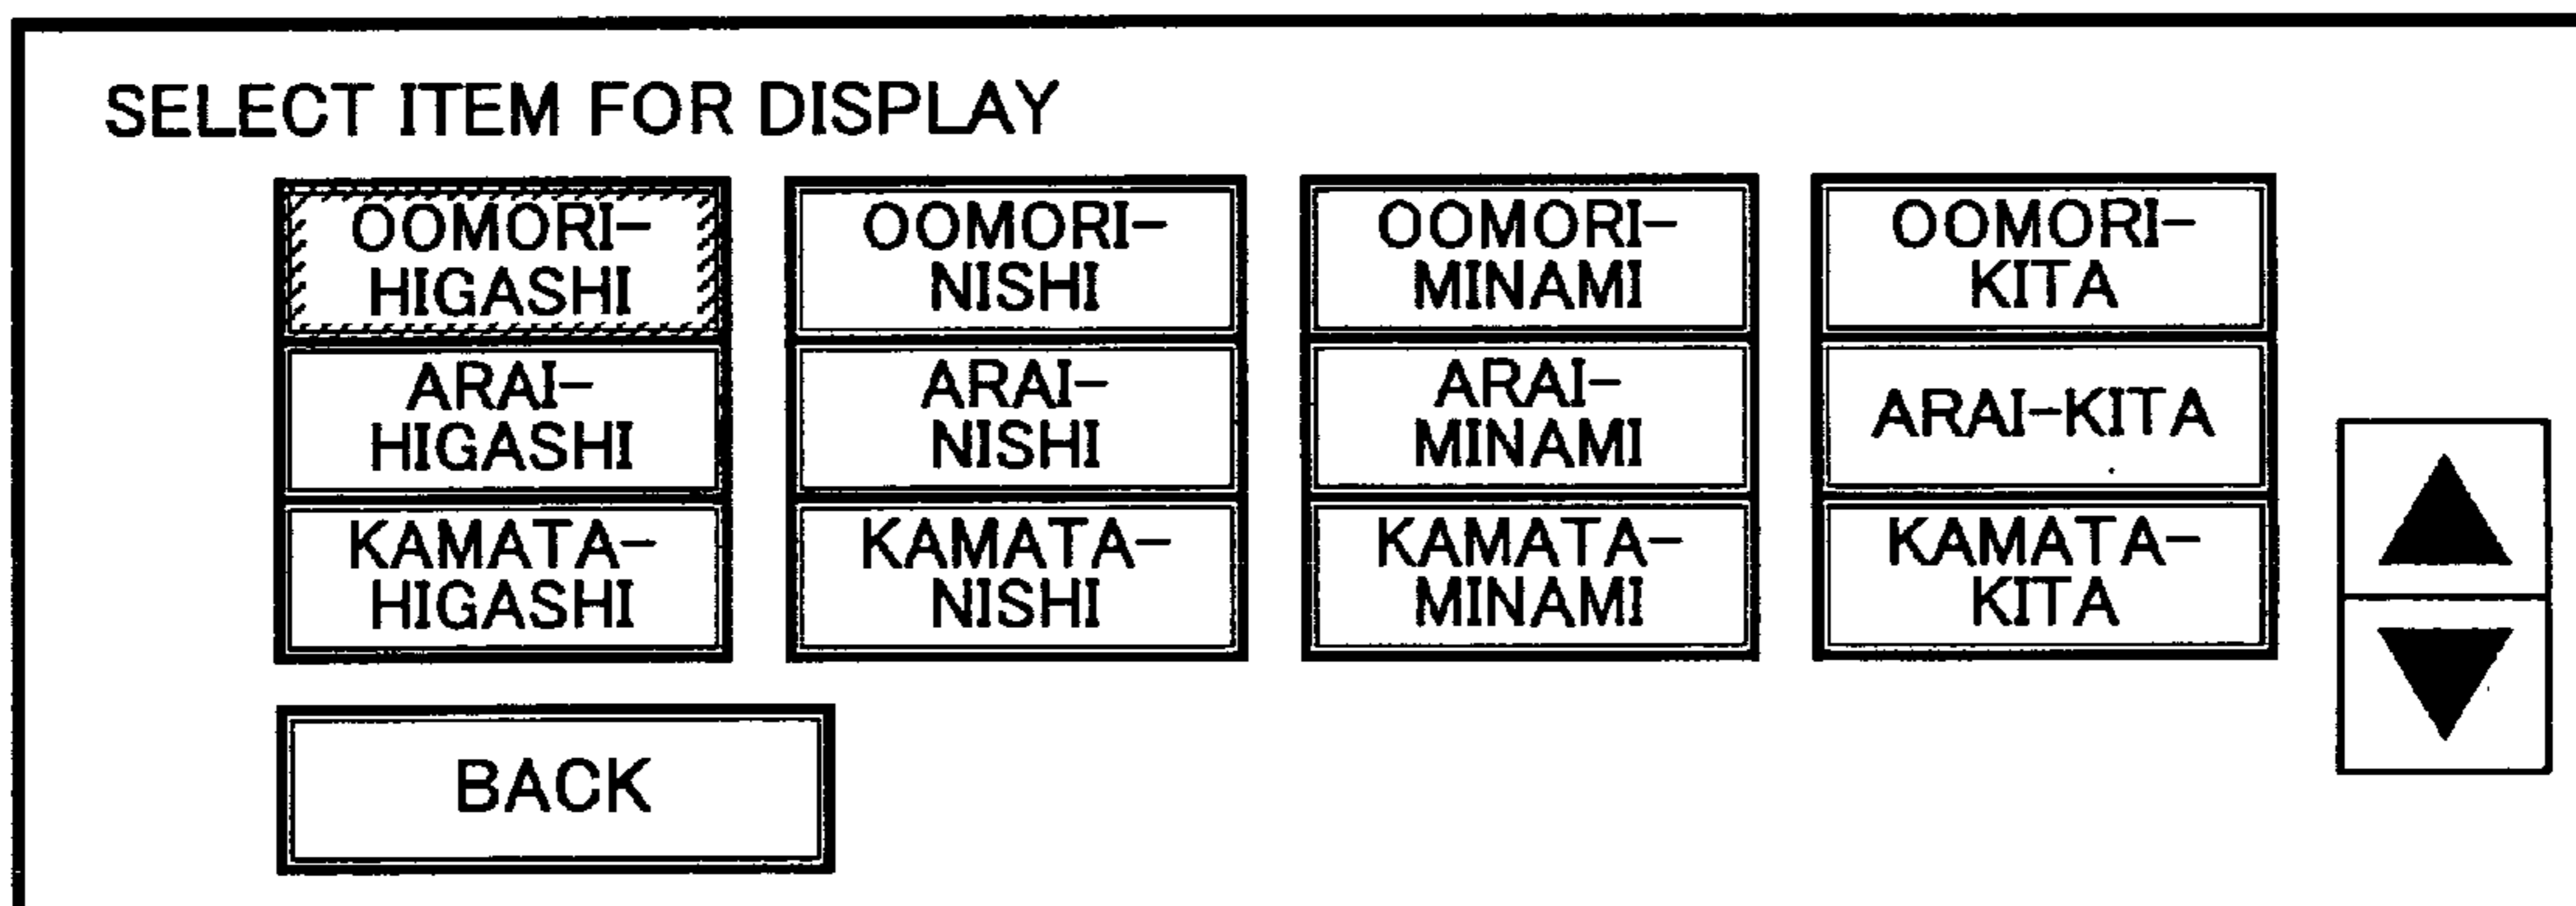 SELECT ITEM FOR DISPLAY
OOMORI-
HIGASHI
OOMORI-
NISHI
OOMORI-
MINAMI
OOMORI-
KITA
ARAI-
HIGASHI
ARAI-
NISHI
ARAI-
MINAMI
ARAI-KITA
KAMATA-
HIGASHI
KAMATA-
NISHI
KAMATA-
MINAMI
KAMATA-
KITA
BACK